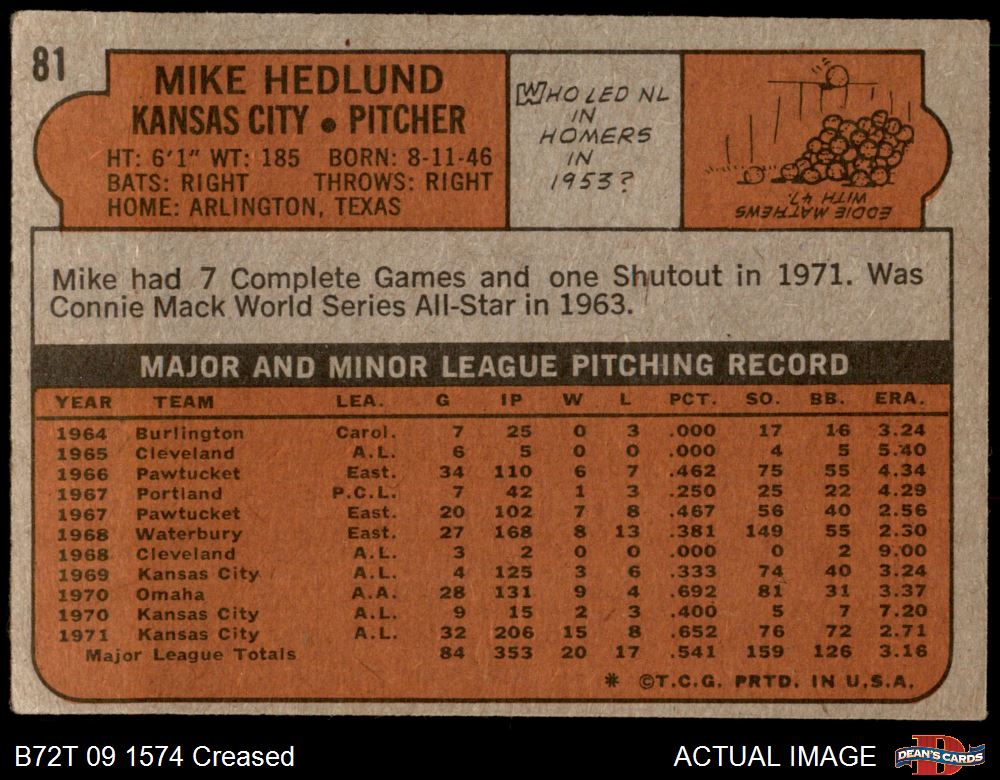 81
MIKE HEDLUND
KANSAS CITY • PITCHER
HT: 6'1" WT: 185 BORN: 8-11-46
BATS: RIGHT THROWS: RIGHT
HOME: ARLINGTON, TEXAS
WHO LED NL
IN
HOMERS
IN
1953?
EDDIE MATHEWS
WITH 47.
Mike had 7 Complete Games and one Shutout in 1971. Was
Connie Mack World Series All-Star in 1963.
MAJOR AND MINOR LEAGUE PITCHING RECORD
YEAR TEAM LEA. G IP W L PCT. SO. BB. ERA.
1964 Burlington Carol. 7 25 0 3 .000 17 16 3.24
1965 Cleveland A.L. 6 5 0 0 .000 4 5 5.40
1966 Pawtucket East. 34 110 6 7 .462 75 55 4.34
1967 Portland P.C.L. 7 42 1 3 .250 25 22 4.29
1967 Pawtucket East. 20 102 7 8 .467 56 40 2.56
1968 Waterbury East. 27 168 8 13 .381 149 55 2.30
1968 Cleveland A.L. 3 2 0 0 .000 0 2 9.00
1969 Kansas City A.L. 4 125 3 6 .333 74 40 3.24
1970 Omaha A.A. 28 131 9 4 .692 81 31 3.37
1970 Kansas City A.L. 9 15 2 3 .400 5 7 7.20
1971 Kansas City A.L. 32 206 15 8 .652 76 72 2.71
Major League Totals 84 353 20 17 .541 159 126 3.16
* ©T.C.G. PRTD. IN U.S.A.
B72T 09 1574 Creased
ACTUAL IMAGE
DEAN'S CARDS